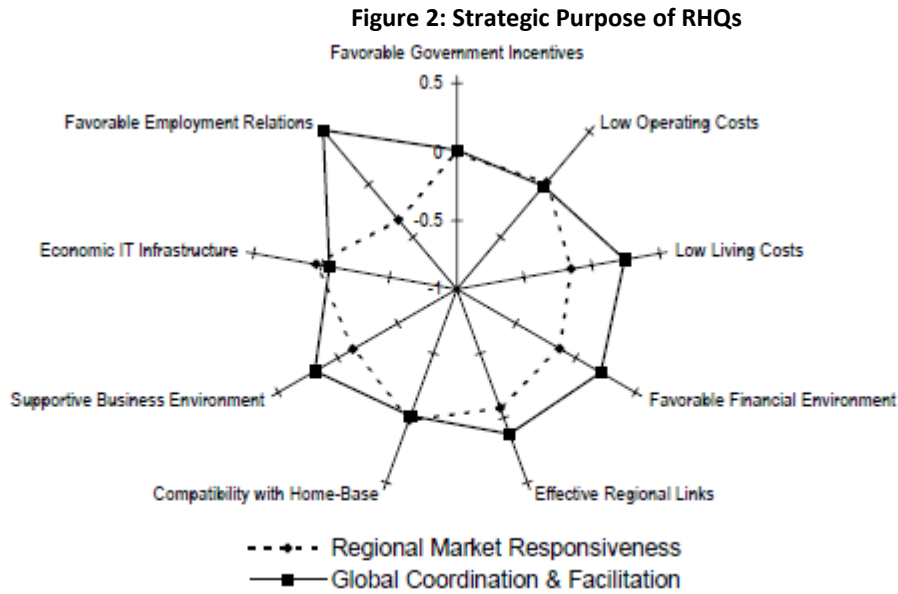 Figure 2: Strategic Purpose of RHQs
Favorable Government Incentives
0.5
Favorable Employment Relations
Low Operating Costs
0
-0.5
Economic IT Infrastructure
Low Living Costs
-1
Supportive Business Environment
Favorable Financial Environment
Compatibility with Home-Base
Effective Regional Links
Regional Market Responsiveness
Global Coordination & Facilitation